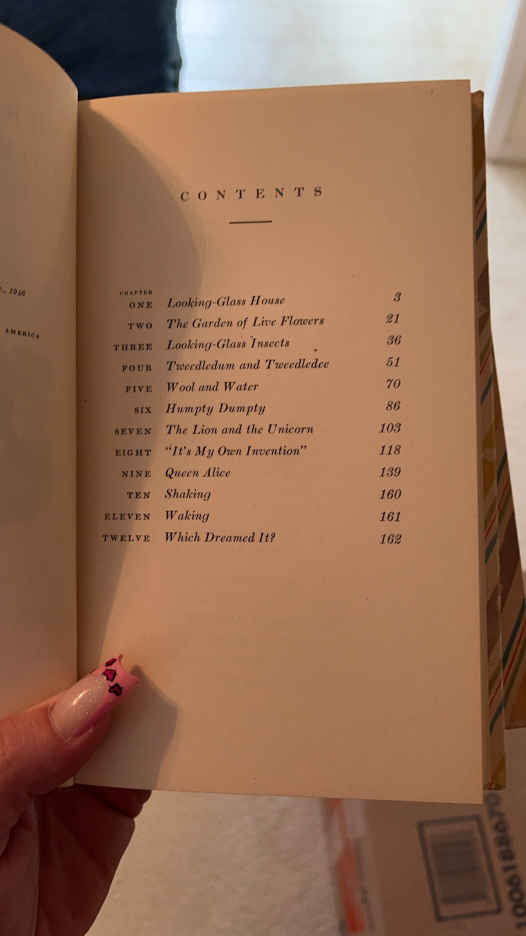 1946
AMERICA
CONTENTS
CHAPTER
ONE Looking-Glass House 3
TWO The Garden of Live Flowers 21
THREE Looking-Glass Insects 36
FOUR Tweedledum and Tweedledee 51
FIVE Wool and Water 70
SIX Humpty Dumpty 86
SEVEN The Lion and the Unicorn 103
EIGHT "It's My Own Invention" 118
NINE Queen Alice 139
TEN Shaking 160
ELEVEN Waking 161
TWELVE Which Dreamed It? 162